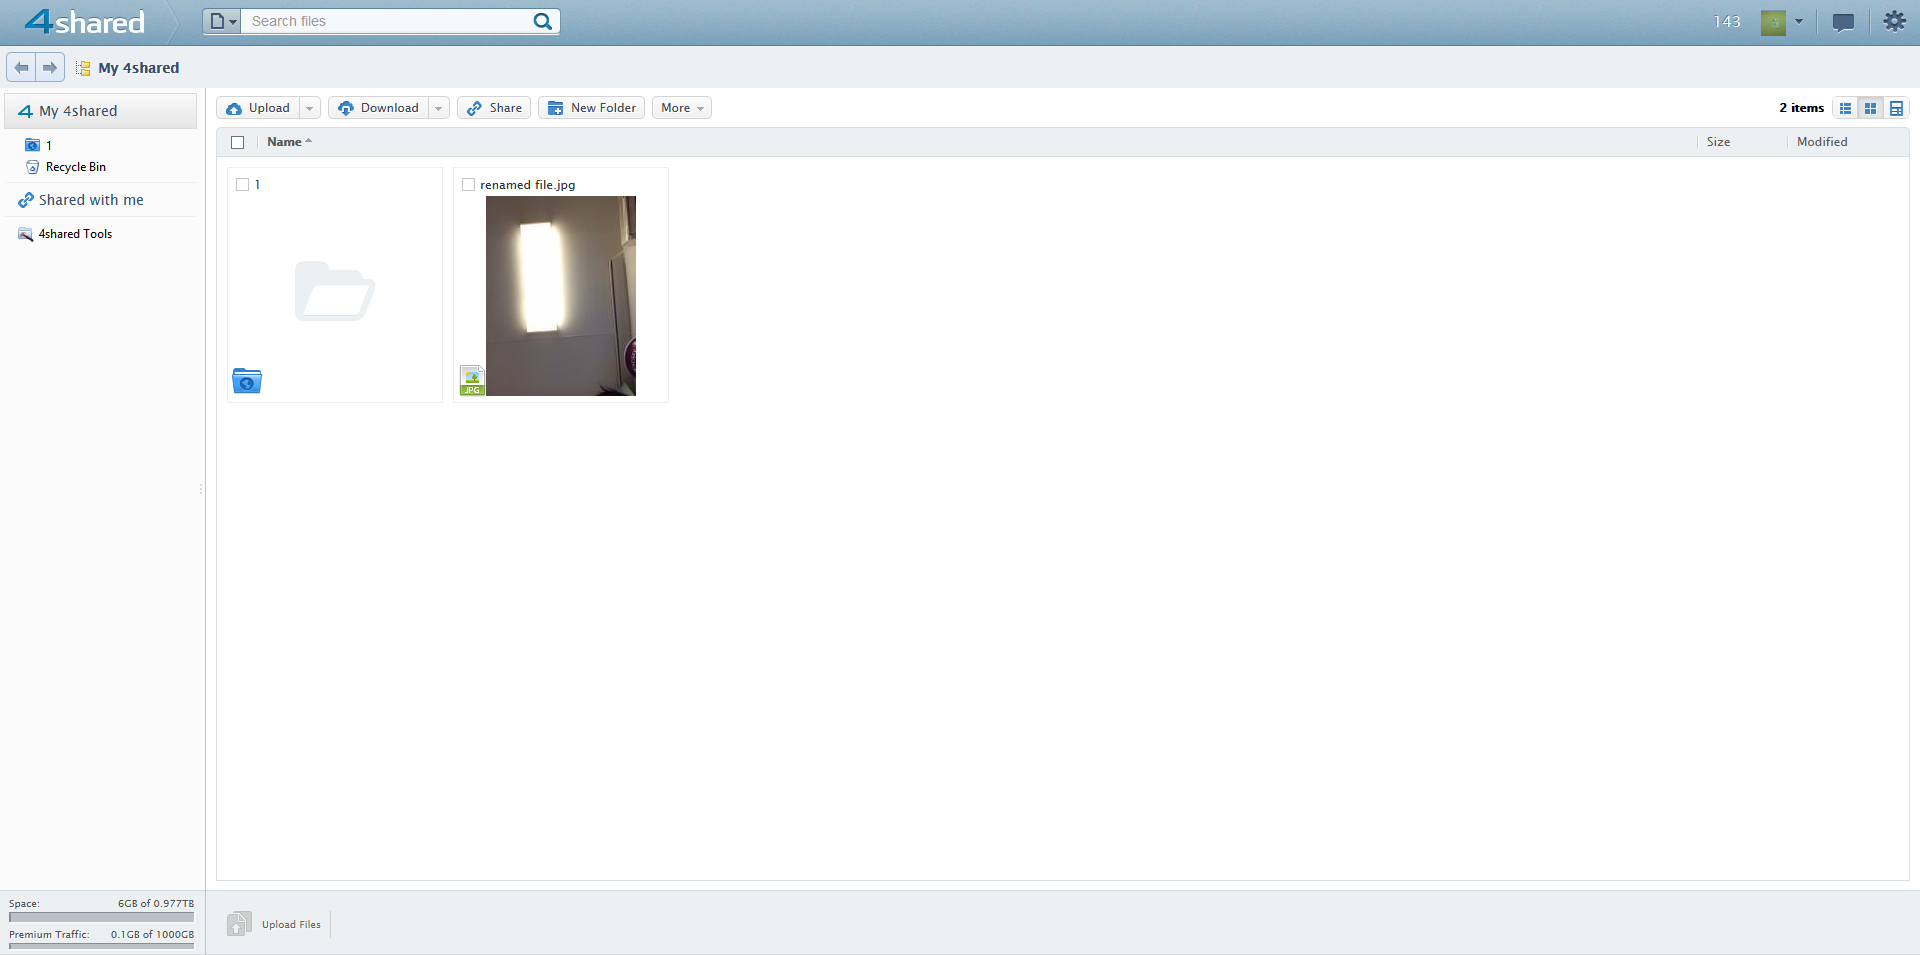 4shared
Search files
143
My 4shared
My 4shared
1
Recycle Bin
Shared with me
4shared Tools
Upload
Download
Share
New Folder
More
2 items
Name
Size
Modified
1
renamed file.jpg
JPG
Space: 6GB of 0.977TB
Premium Traffic: 0.1GB of 1000GB
Upload Files